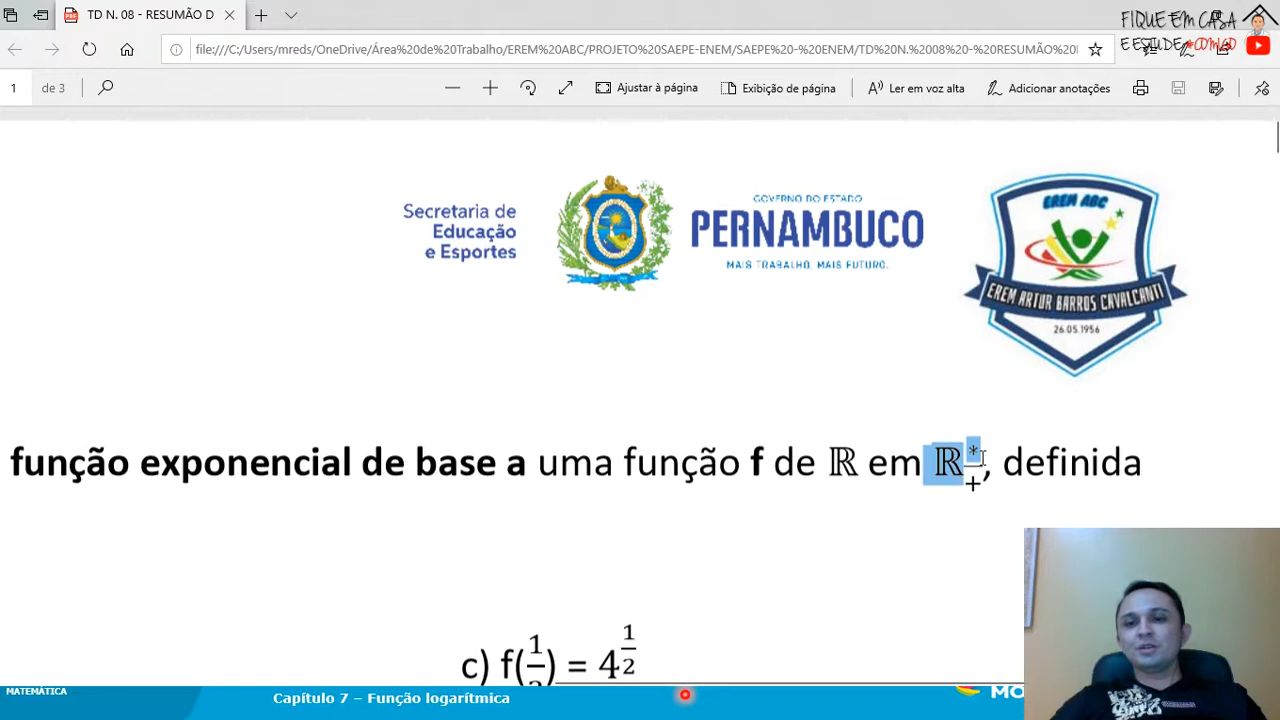 TD N. 08 - RESUMÃO D
FIQUE EM CASA
E ESTUDE
file:///C:/Users/mreds/OneDrive/Área%20de%20Trabalho/EREM%20ABC/PROJETO%20SAEPE-ENEM/SAEPE%20-%20ENEM/TD%20N.%2008%20-%20RESUMÃO%20
1 de 3
Ajustar à página
Exibição de página
Ler em voz alta
Adicionar anotações
Secretaria de
Educação
e Esportes
GOVERNO DO ESTADO
PERNAMBUCO
MAIS TRABALHO, MAIS FUTURO.
EREM ABC
EREM ARTUR BARROS CAVALCANTI
26.05.1956
função exponencial de base a uma função f de ℝ em ℝ*+, definida
c) f(1/2) = 4^1/2
MATEMÁTICA
Capítulo 7 – Função logarítmica